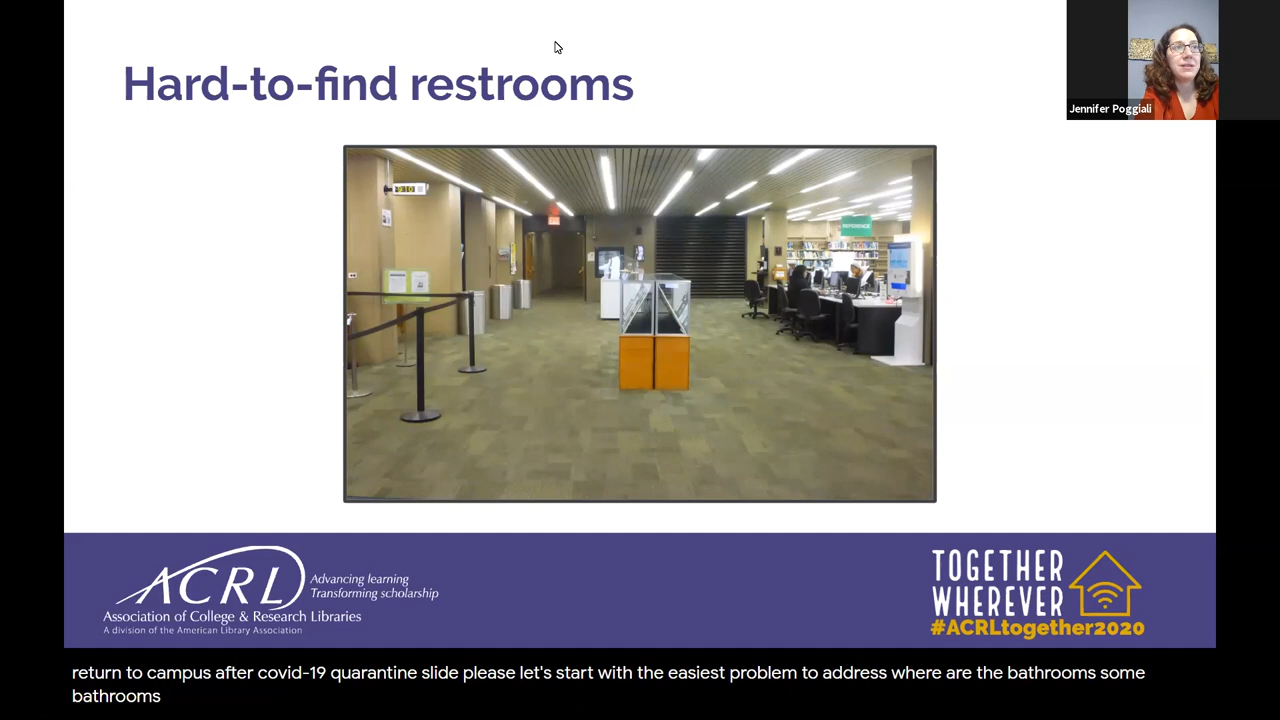 Hard-to-find restrooms
Jennifer Poggiali
REFERENCE
ACRL
Advancing learning
Transforming scholarship
Association of College & Research Libraries
A division of the American Library Association
TOGETHER
WHEREVER
#ACRLtogether2020
return to campus after covid-19 quarantine slide please let's start with the easiest problem to address where are the bathrooms some
bathrooms